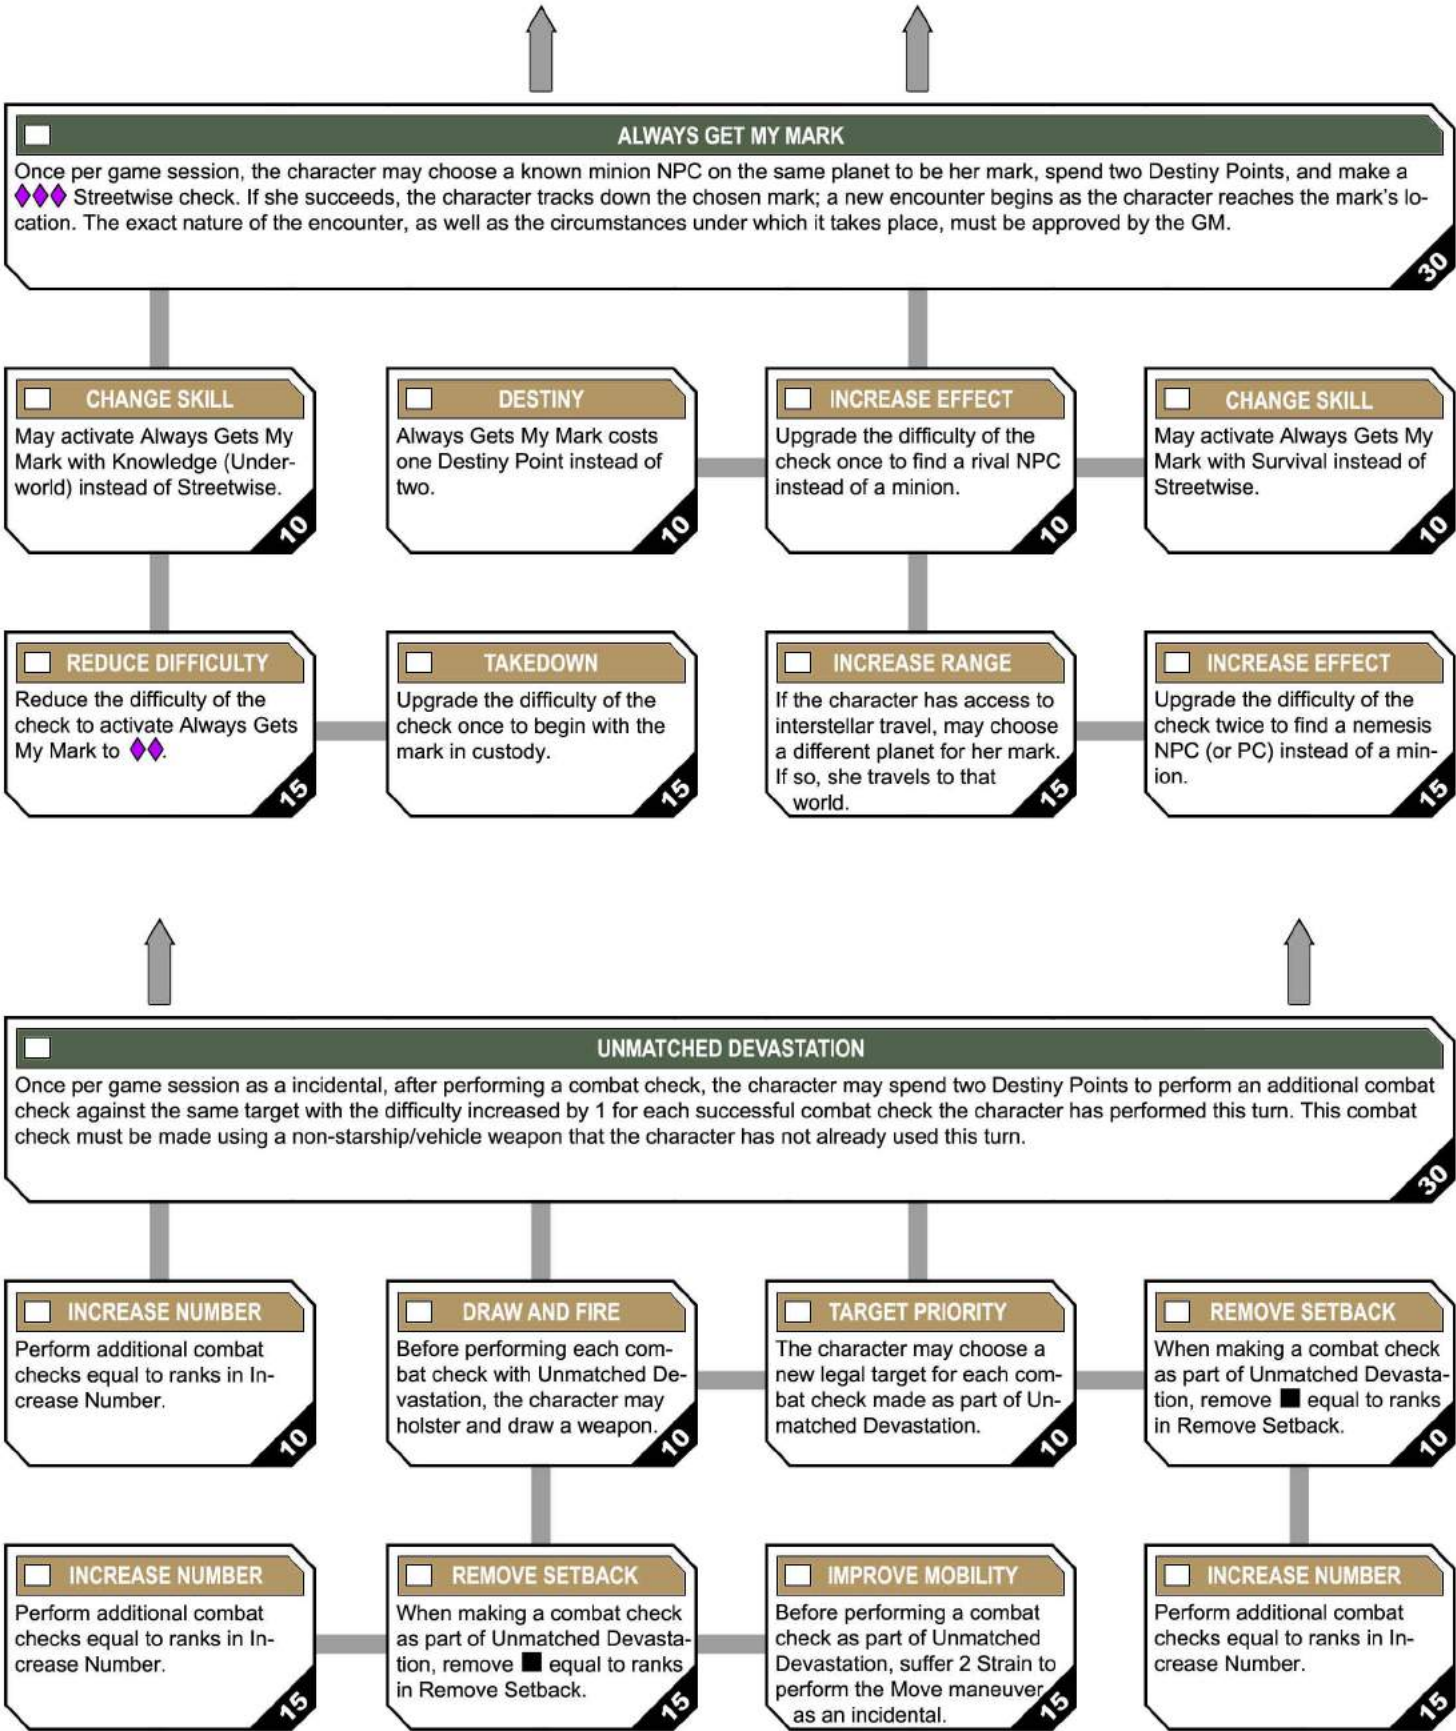 ALWAYS GET MY MARK
Once per game session, the character may choose a known minion NPC on the same planet to be her mark, spend two Destiny Points, and make a
Streetwise check. If she succeeds, the character tracks down the chosen mark; a new encounter begins as the character reaches the mark's lo-
cation. The exact nature of the encounter, as well as the circumstances under which it takes place, must be approved by the GM.
30
CHANGE SKILL
May activate Always Gets My
Mark with Knowledge (Under-
world) instead of Streetwise.
10
DESTINY
Always Gets My Mark costs
one Destiny Point instead of
two.
10
INCREASE EFFECT
Upgrade the difficulty of the
check once to find a rival NPC
instead of a minion.
10
CHANGE SKILL
May activate Always Gets My
Mark with Survival instead of
Streetwise.
10
REDUCE DIFFICULTY
Reduce the difficulty of the
check to activate Always Gets
My Mark to .
15
TAKEDOWN
Upgrade the difficulty of the
check once to begin with the
mark in custody.
15
INCREASE RANGE
If the character has access to
interstellar travel, may choose
a different planet for her mark.
If so, she travels to that
world.
15
INCREASE EFFECT
Upgrade the difficulty of the
check twice to find a nemesis
NPC (or PC) instead of a min-
ion.
15
UNMATCHED DEVASTATION
Once per game session as a incidental, after performing a combat check, the character may spend two Destiny Points to perform an additional combat
check against the same target with the difficulty increased by 1 for each successful combat check the character has performed this turn. This combat
check must be made using a non-starship/vehicle weapon that the character has not already used this turn.
30
INCREASE NUMBER
Perform additional combat
checks equal to ranks in In-
crease Number.
10
DRAW AND FIRE
Before performing each com-
bat check with Unmatched De-
vastation, the character may
holster and draw a weapon.
10
TARGET PRIORITY
The character may choose a
new legal target for each com-
bat check made as part of Un-
matched Devastation.
10
REMOVE SETBACK
When making a combat check
as part of Unmatched Devasta-
tion, remove ■ equal to ranks
in Remove Setback.
10
INCREASE NUMBER
Perform additional combat
checks equal to ranks in In-
crease Number.
15
REMOVE SETBACK
When making a combat check
as part of Unmatched Devasta-
tion, remove ■ equal to ranks
in Remove Setback.
15
IMPROVE MOBILITY
Before performing a combat
check as part of Unmatched
Devastation, suffer 2 Strain to
perform the Move maneuver
as an incidental.
15
INCREASE NUMBER
Perform additional combat
checks equal to ranks in In-
crease Number.
15